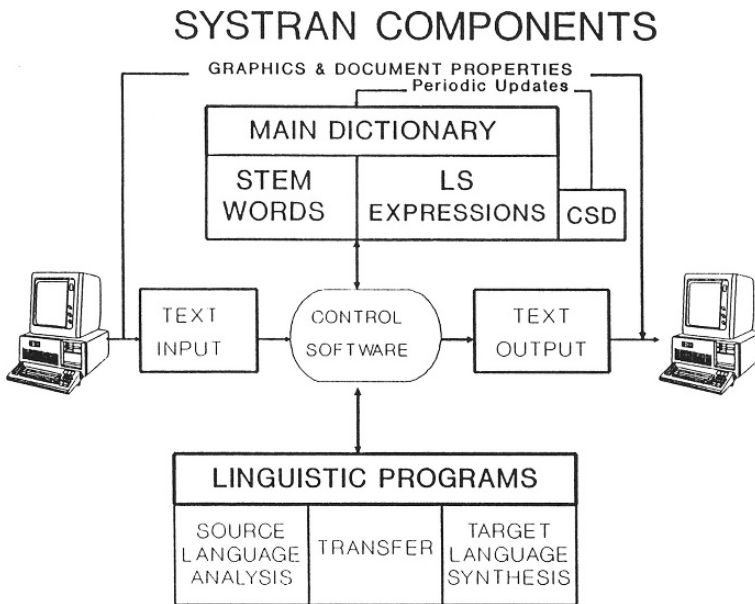 SYSTRAN COMPONENTS
GRAPHICS & DOCUMENT PROPERTIES
Periodic Updates
MAIN DICTIONARY
STEM
WORDS
LS
EXPRESSIONS
CSD
TEXT
INPUT
CONTROL
SOFTWARE
TEXT
OUTPUT
LINGUISTIC PROGRAMS
SOURCE
LANGUAGE
ANALYSIS
TRANSFER
TARGET
LANGUAGE
SYNTHESIS